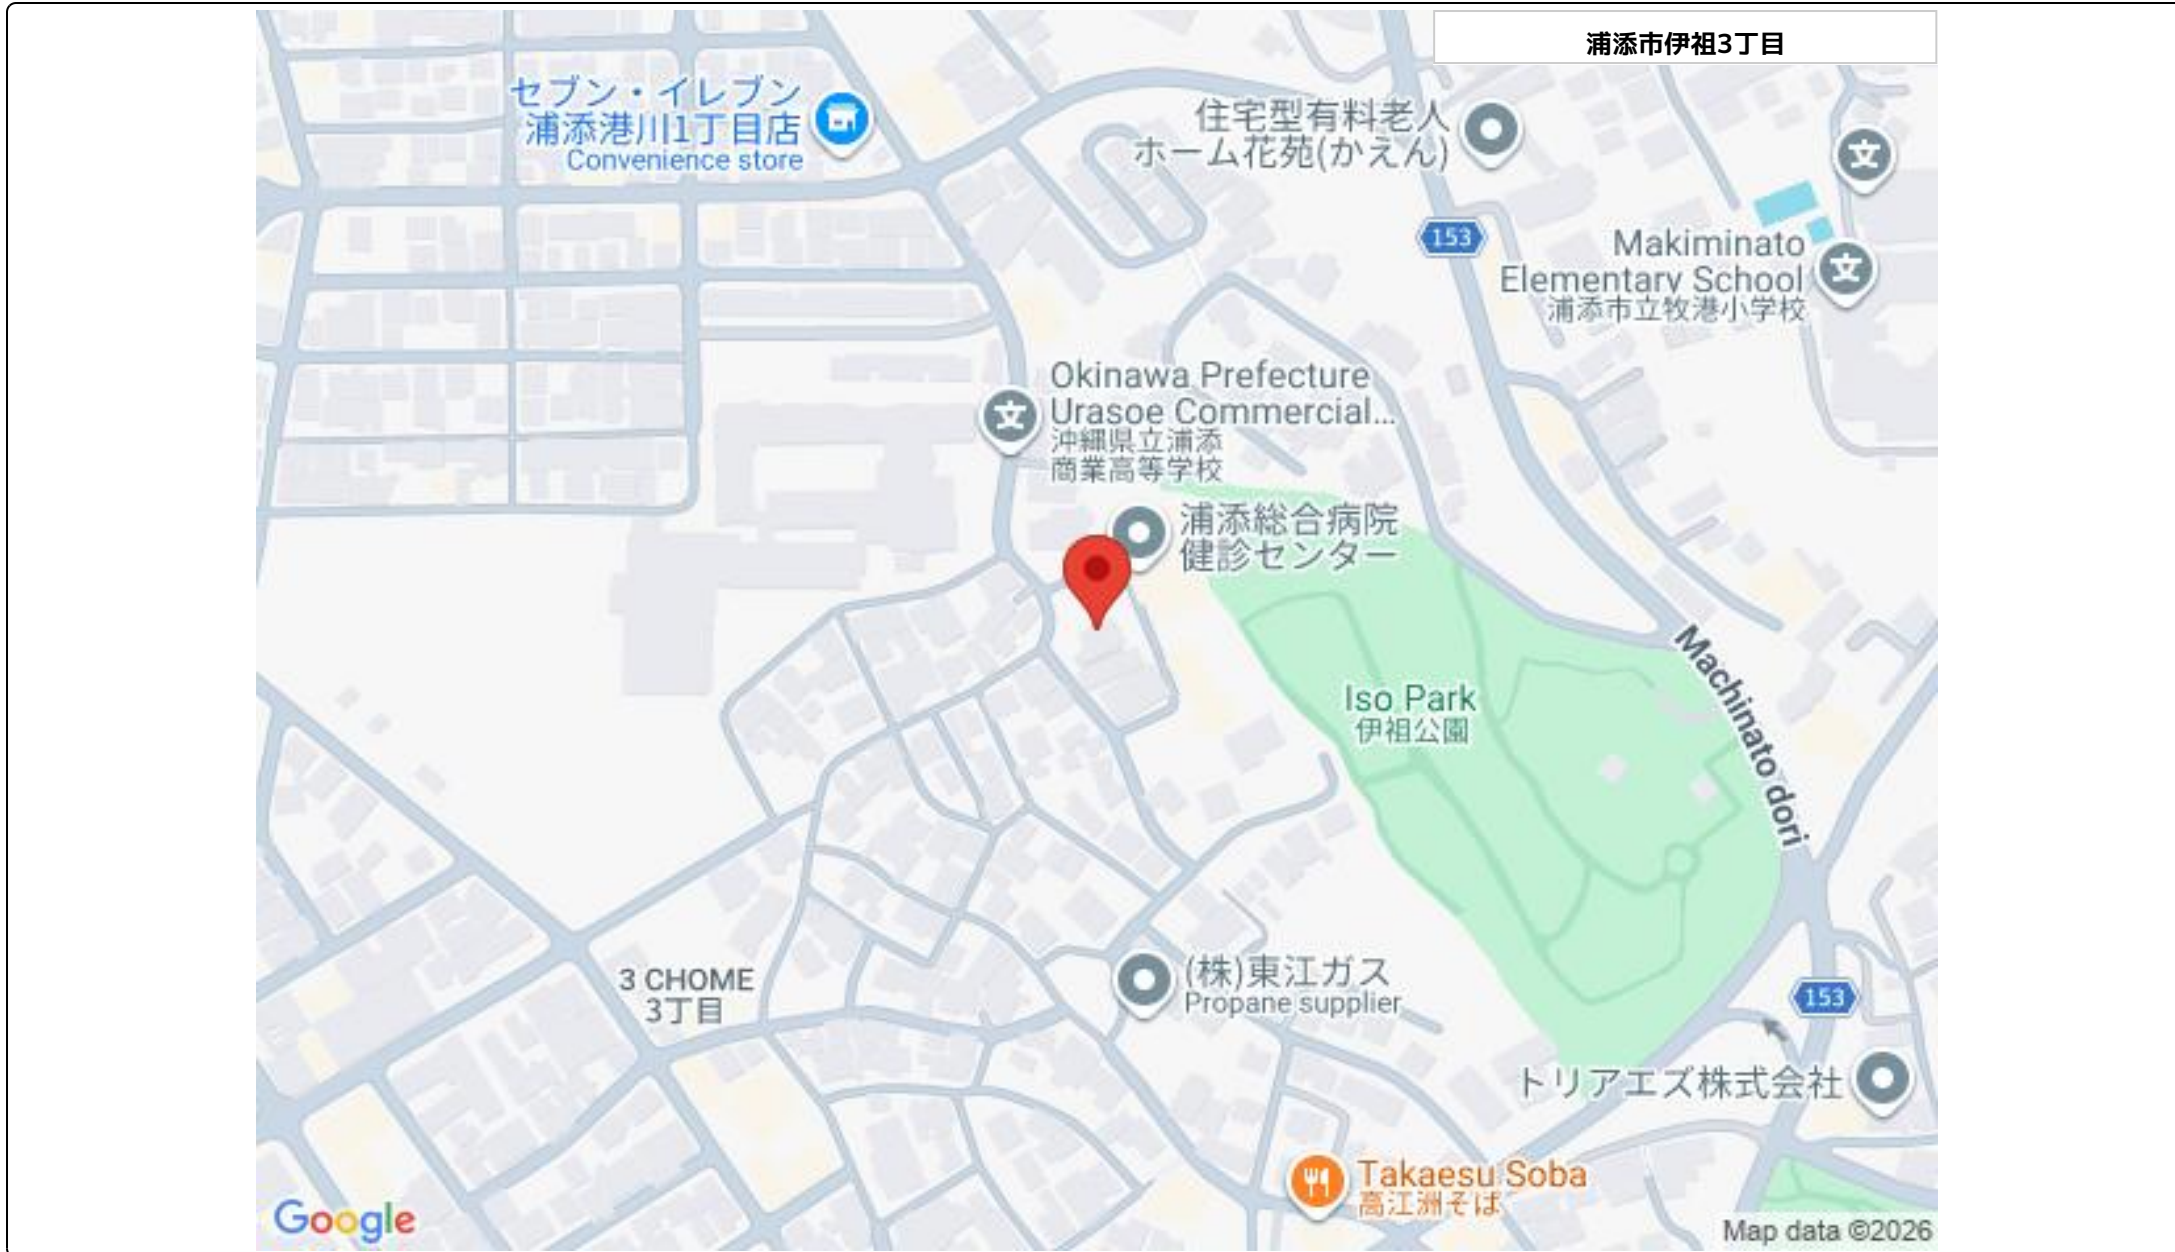 浦添市伊祖3丁目
セブン・イレブン
浦添港川1丁目店
Convenience store
住宅型有料老人
ホーム花苑(かえん)
文
153
Makiminato
Elementary School
浦添市立牧港小学校
文
Okinawa Prefecture
Urasoe Commercial...
沖縄県立浦添
商業高等学校
文
浦添総合病院
健診センター
Iso Park
伊祖公園
Machinato dori
3 CHOME
3丁目
(株)東江ガス
Propane supplier
153
トリアエズ株式会社
Takaesu Soba
高江洲そば
Google
Map data ©2026